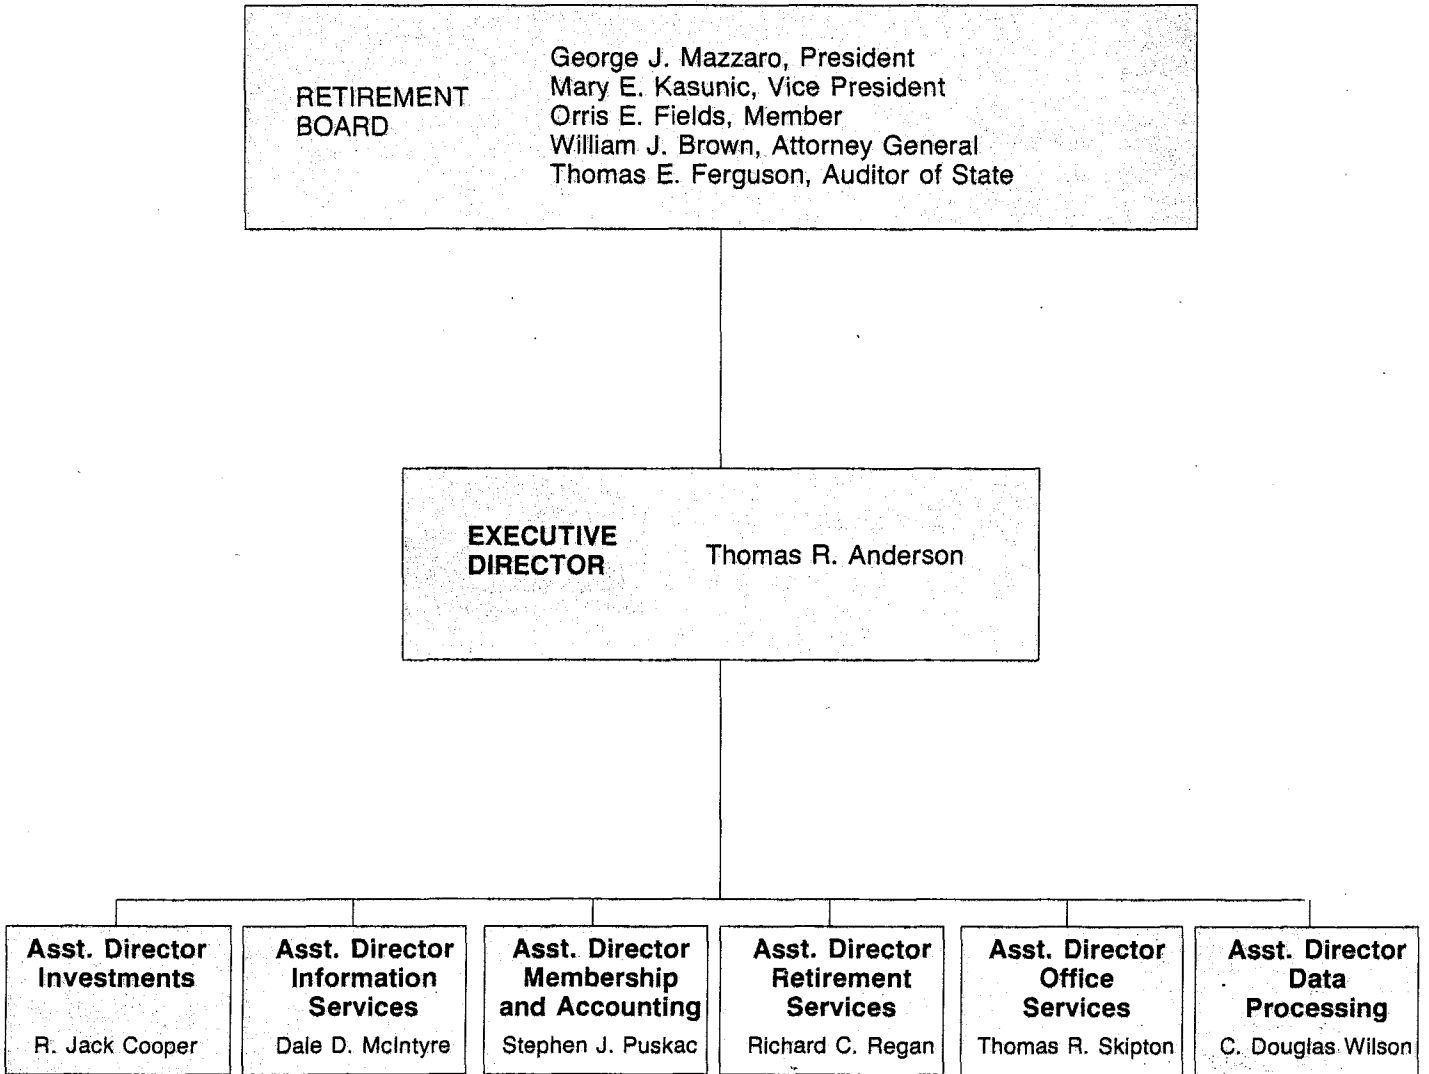 RETIREMENT
BOARD
George J. Mazzaro, President
Mary E. Kasunic, Vice President
Orris E. Fields, Member
William J. Brown, Attorney General
Thomas E. Ferguson, Auditor of State
EXECUTIVE
DIRECTOR
Thomas R. Anderson
Asst. Director
Investments
R. Jack Cooper
Asst. Director
Information
Services
Dale D. McIntyre
Asst. Director
Membership
and Accounting
Stephen J. Puskac
Asst. Director
Retirement
Services
Richard C. Regan
Asst. Director
Office
Services
Thomas R. Skipton
Asst. Director
Data
Processing
C. Douglas Wilson